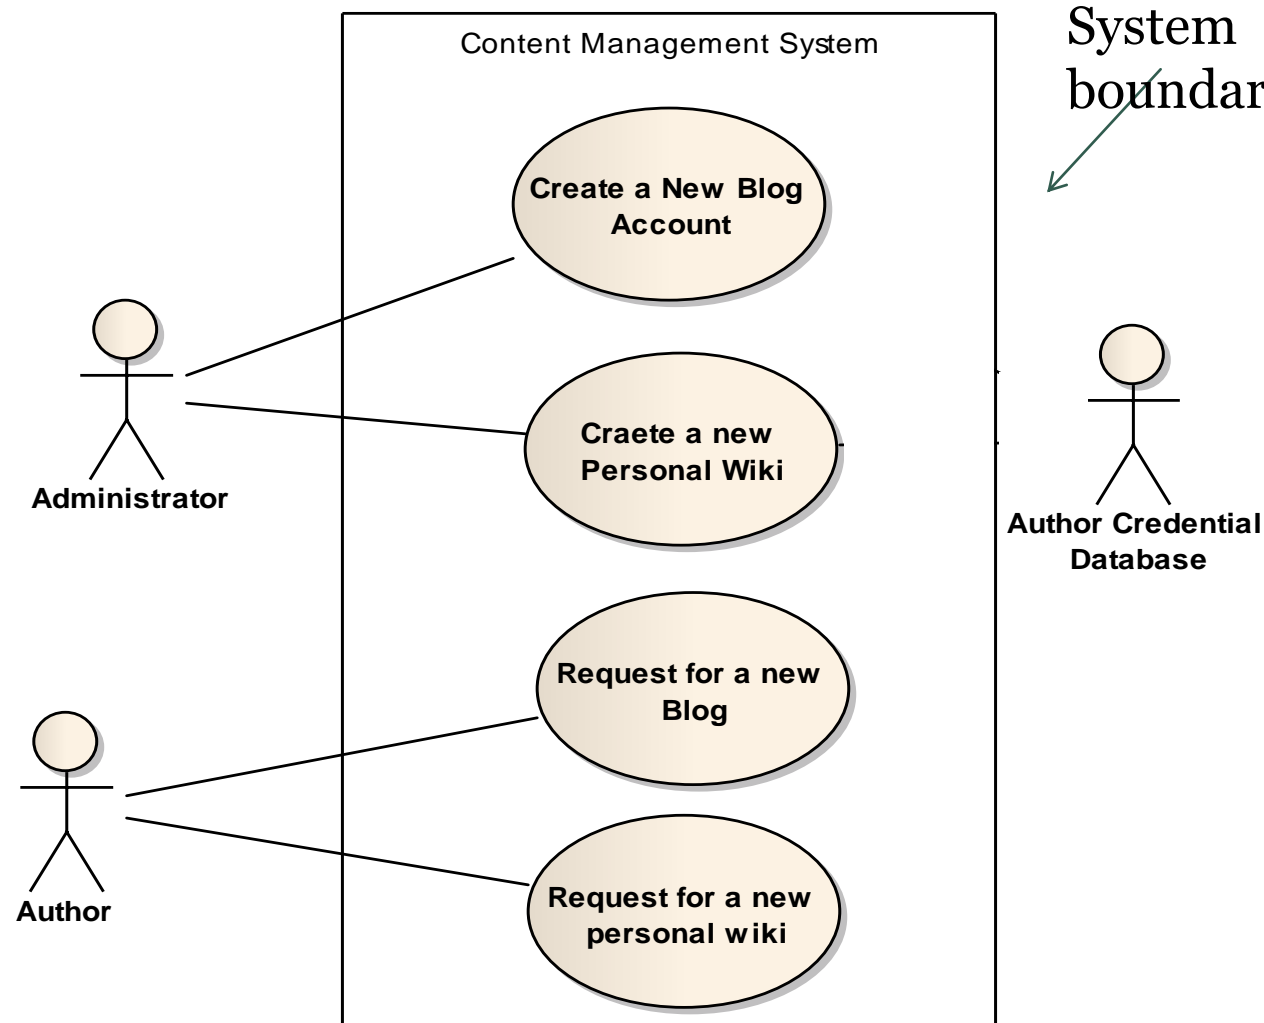 Content Management System
System
boundar
Create a New Blog
Account
Craete a new
Personal Wiki
Administrator
Author Credential
Database
Request for a new
Blog
Author
Request for a new
personal wiki